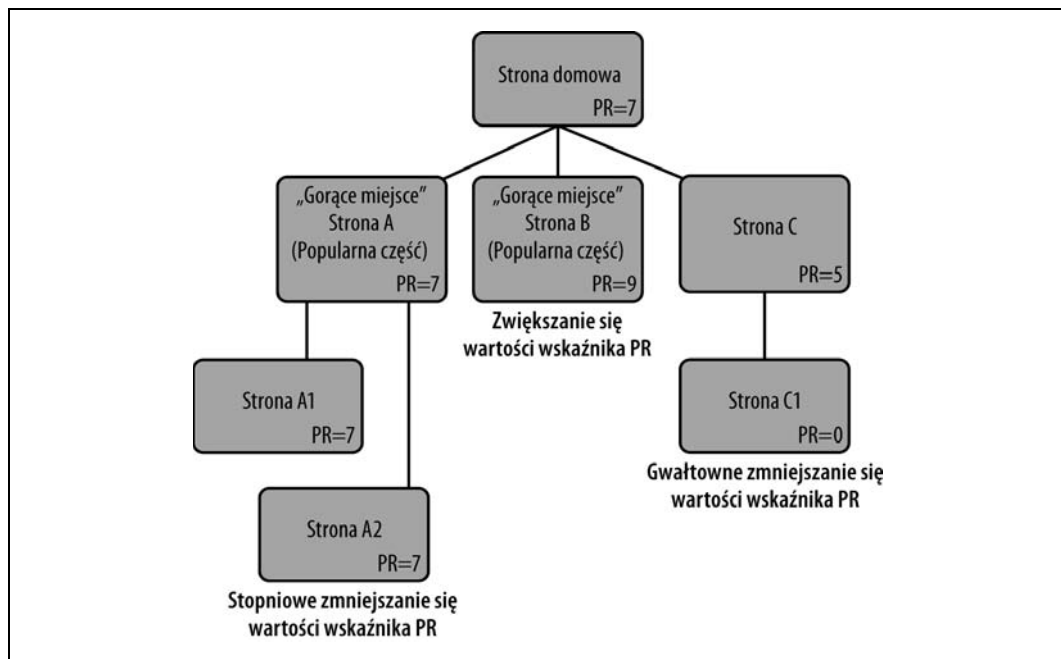 Strona domowa
PR=7
„Gorące miejsce”
Strona A
(Popularna część)
PR=7
„Gorące miejsce”
Strona B
(Popularna część)
PR=9
Zwiększanie się
wartości wskaźnika PR
Strona C
PR=5
Strona A1
PR=7
Strona C1
PR=0
Gwałtowne zmniejszanie się
wartości wskaźnika PR
Strona A2
PR=7
Stopniowe zmniejszanie się
wartości wskaźnika PR